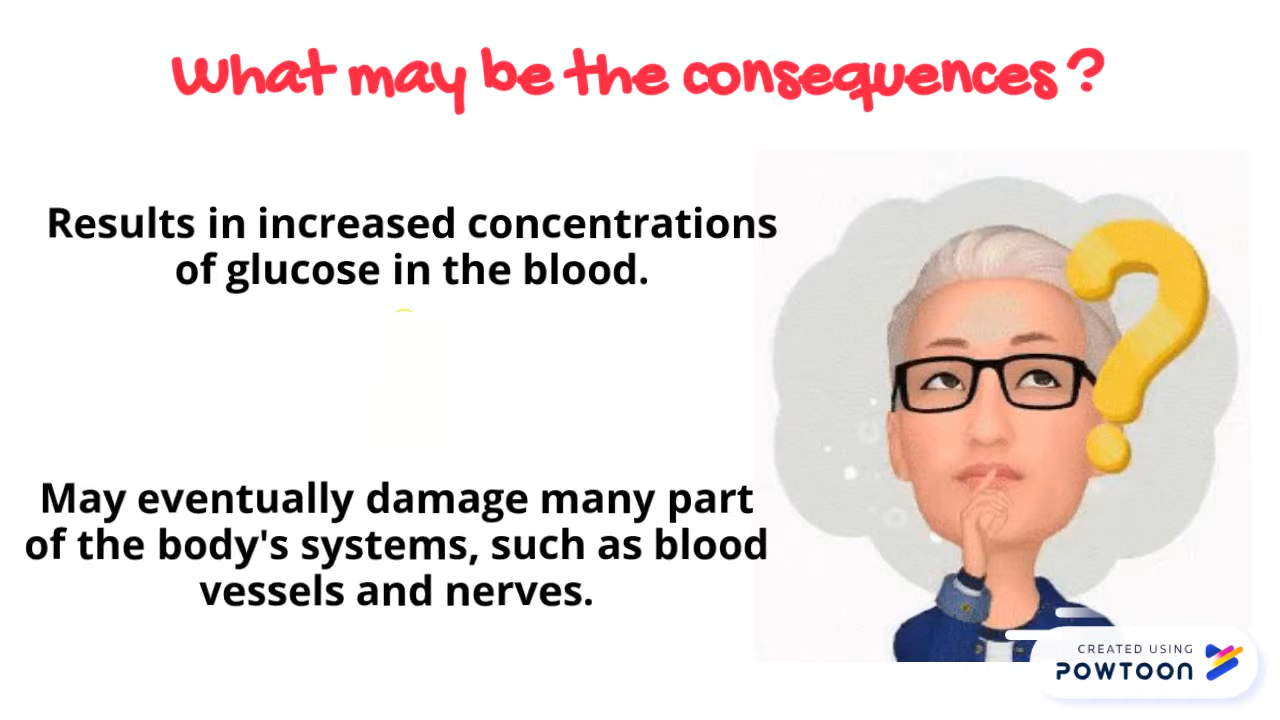 What may be the consequences?
Results in increased concentrations
of glucose in the blood.
May eventually damage many part
of the body's systems, such as blood
vessels and nerves.
CREATED USING
POWTOON